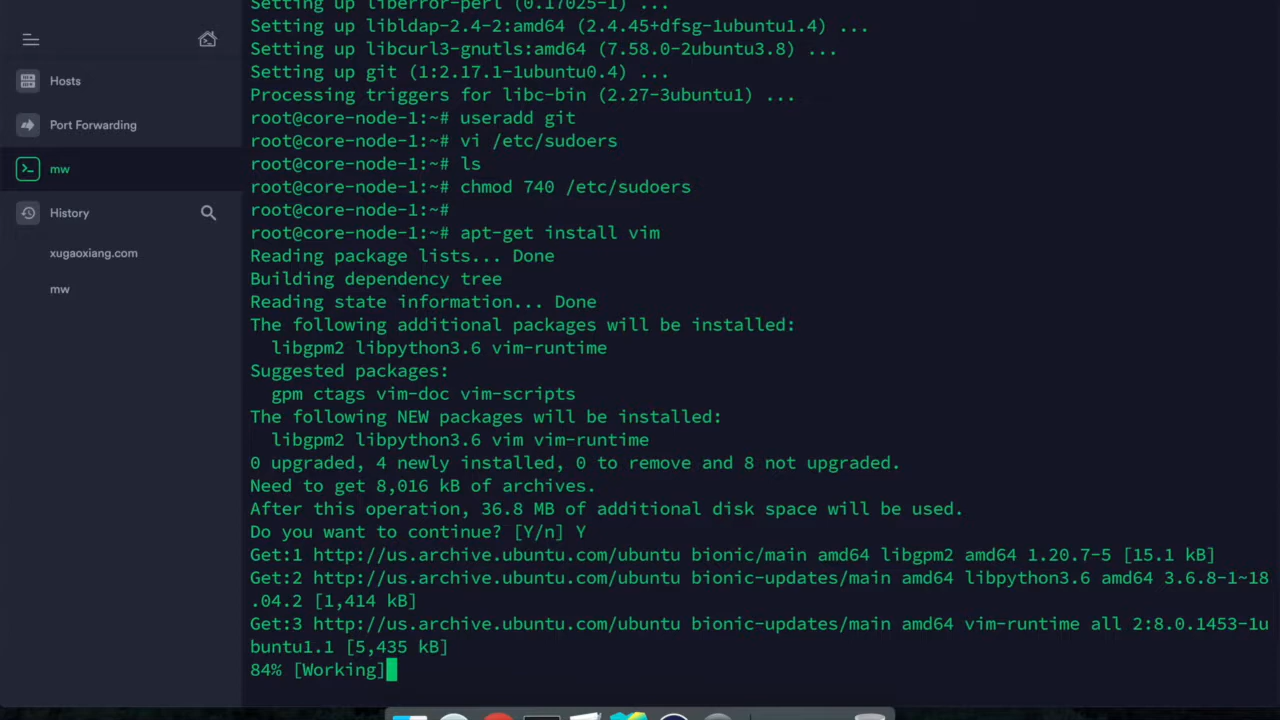 Hosts
Port Forwarding
mw
History
xugaoxiang.com
mw
Setting up liberror-perl (0.17025-1) ...
Setting up libldap-2.4-2:amd64 (2.4.45+dfsg-1ubuntu1.4) ...
Setting up libcurl3-gnutls:amd64 (7.58.0-2ubuntu3.8) ...
Setting up git (1:2.17.1-1ubuntu0.4) ...
Processing triggers for libc-bin (2.27-3ubuntu1) ...
root@core-node-1:~# useradd git
root@core-node-1:~# vi /etc/sudoers
root@core-node-1:~# ls
root@core-node-1:~# chmod 740 /etc/sudoers
root@core-node-1:~#
root@core-node-1:~# apt-get install vim
Reading package lists... Done
Building dependency tree
Reading state information... Done
The following additional packages will be installed:
  libgpm2 libpython3.6 vim-runtime
Suggested packages:
  gpm ctags vim-doc vim-scripts
The following NEW packages will be installed:
  libgpm2 libpython3.6 vim vim-runtime
0 upgraded, 4 newly installed, 0 to remove and 8 not upgraded.
Need to get 8,016 kB of archives.
After this operation, 36.8 MB of additional disk space will be used.
Do you want to continue? [Y/n] Y
Get:1 http://us.archive.ubuntu.com/ubuntu bionic/main amd64 libgpm2 amd64 1.20.7-5 [15.1 kB]
Get:2 http://us.archive.ubuntu.com/ubuntu bionic-updates/main amd64 libpython3.6 amd64 3.6.8-1~18
.04.2 [1,414 kB]
Get:3 http://us.archive.ubuntu.com/ubuntu bionic-updates/main amd64 vim-runtime all 2:8.0.1453-1u
buntu1.1 [5,435 kB]
84% [Working]